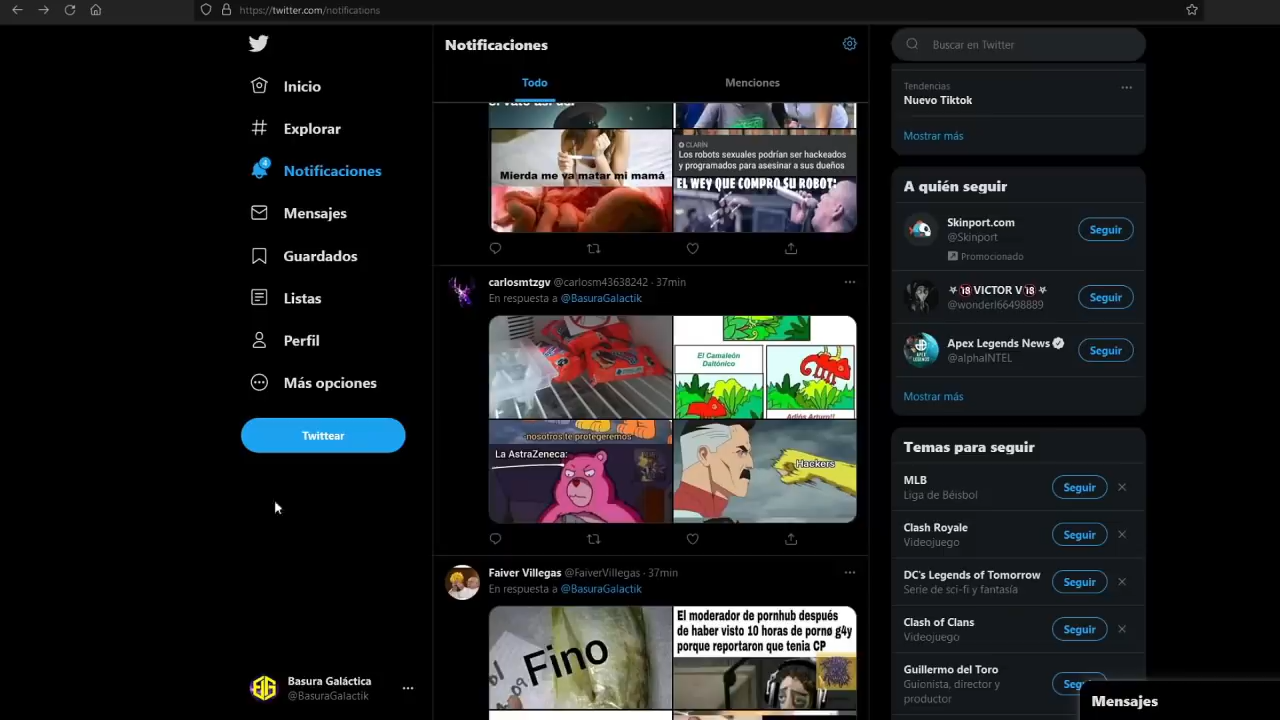 https://twitter.com/notifications
Inicio
Explorar
4
Notificaciones
Mensajes
Guardados
Listas
Perfil
Más opciones
Twittear
Basura Galáctica
@BasuraGalactik
Notificaciones
Todo
Menciones
Mierda me va matar mi mamá
CLARÍN
Los robots sexuales podrían ser hackeados
y programados para asesinar a sus dueños
EL WEY QUE COMPRO SU ROBOT:
carlosmtzgv @carlosm43638242 · 37min
En respuesta a @BasuraGalactik
El Camaleón
Daltónico
Adiós Arturo!!
-nosotros te protegeremos
La AstraZeneca:
Hackers
Faiver Villegas @FaiverVillegas · 37min
En respuesta a @BasuraGalactik
Fino
El moderador de pornhub después
de haber visto 10 horas de pornø g4y
porque reportaron que tenia CP
Buscar en Twitter
Tendencias
Nuevo Tiktok
Mostrar más
A quién seguir
Skinport.com
@Skinport
Promocionado
Seguir
VICTOR V
@wonderl66498889
Seguir
Apex Legends News
@alphaINTEL
Seguir
Mostrar más
Temas para seguir
MLB
Liga de Béisbol
Seguir
Clash Royale
Videojuego
Seguir
DC's Legends of Tomorrow
Serie de sci-fi y fantasía
Seguir
Clash of Clans
Videojuego
Seguir
Guillermo del Toro
Guionista, director y
productor
Mensajes